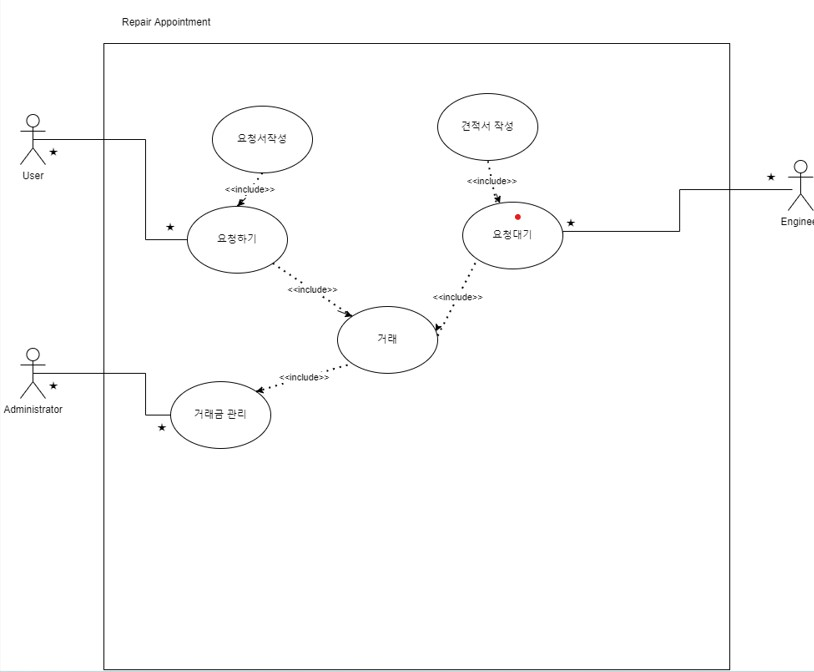 Repair Appointment
요청서작성
견적서 작성
<<include>>
<<include>>
User
Enginee
요청하기
요청대기
<<include>>
<<include>>
거래
<<include>>
Administrator
거래금 관리